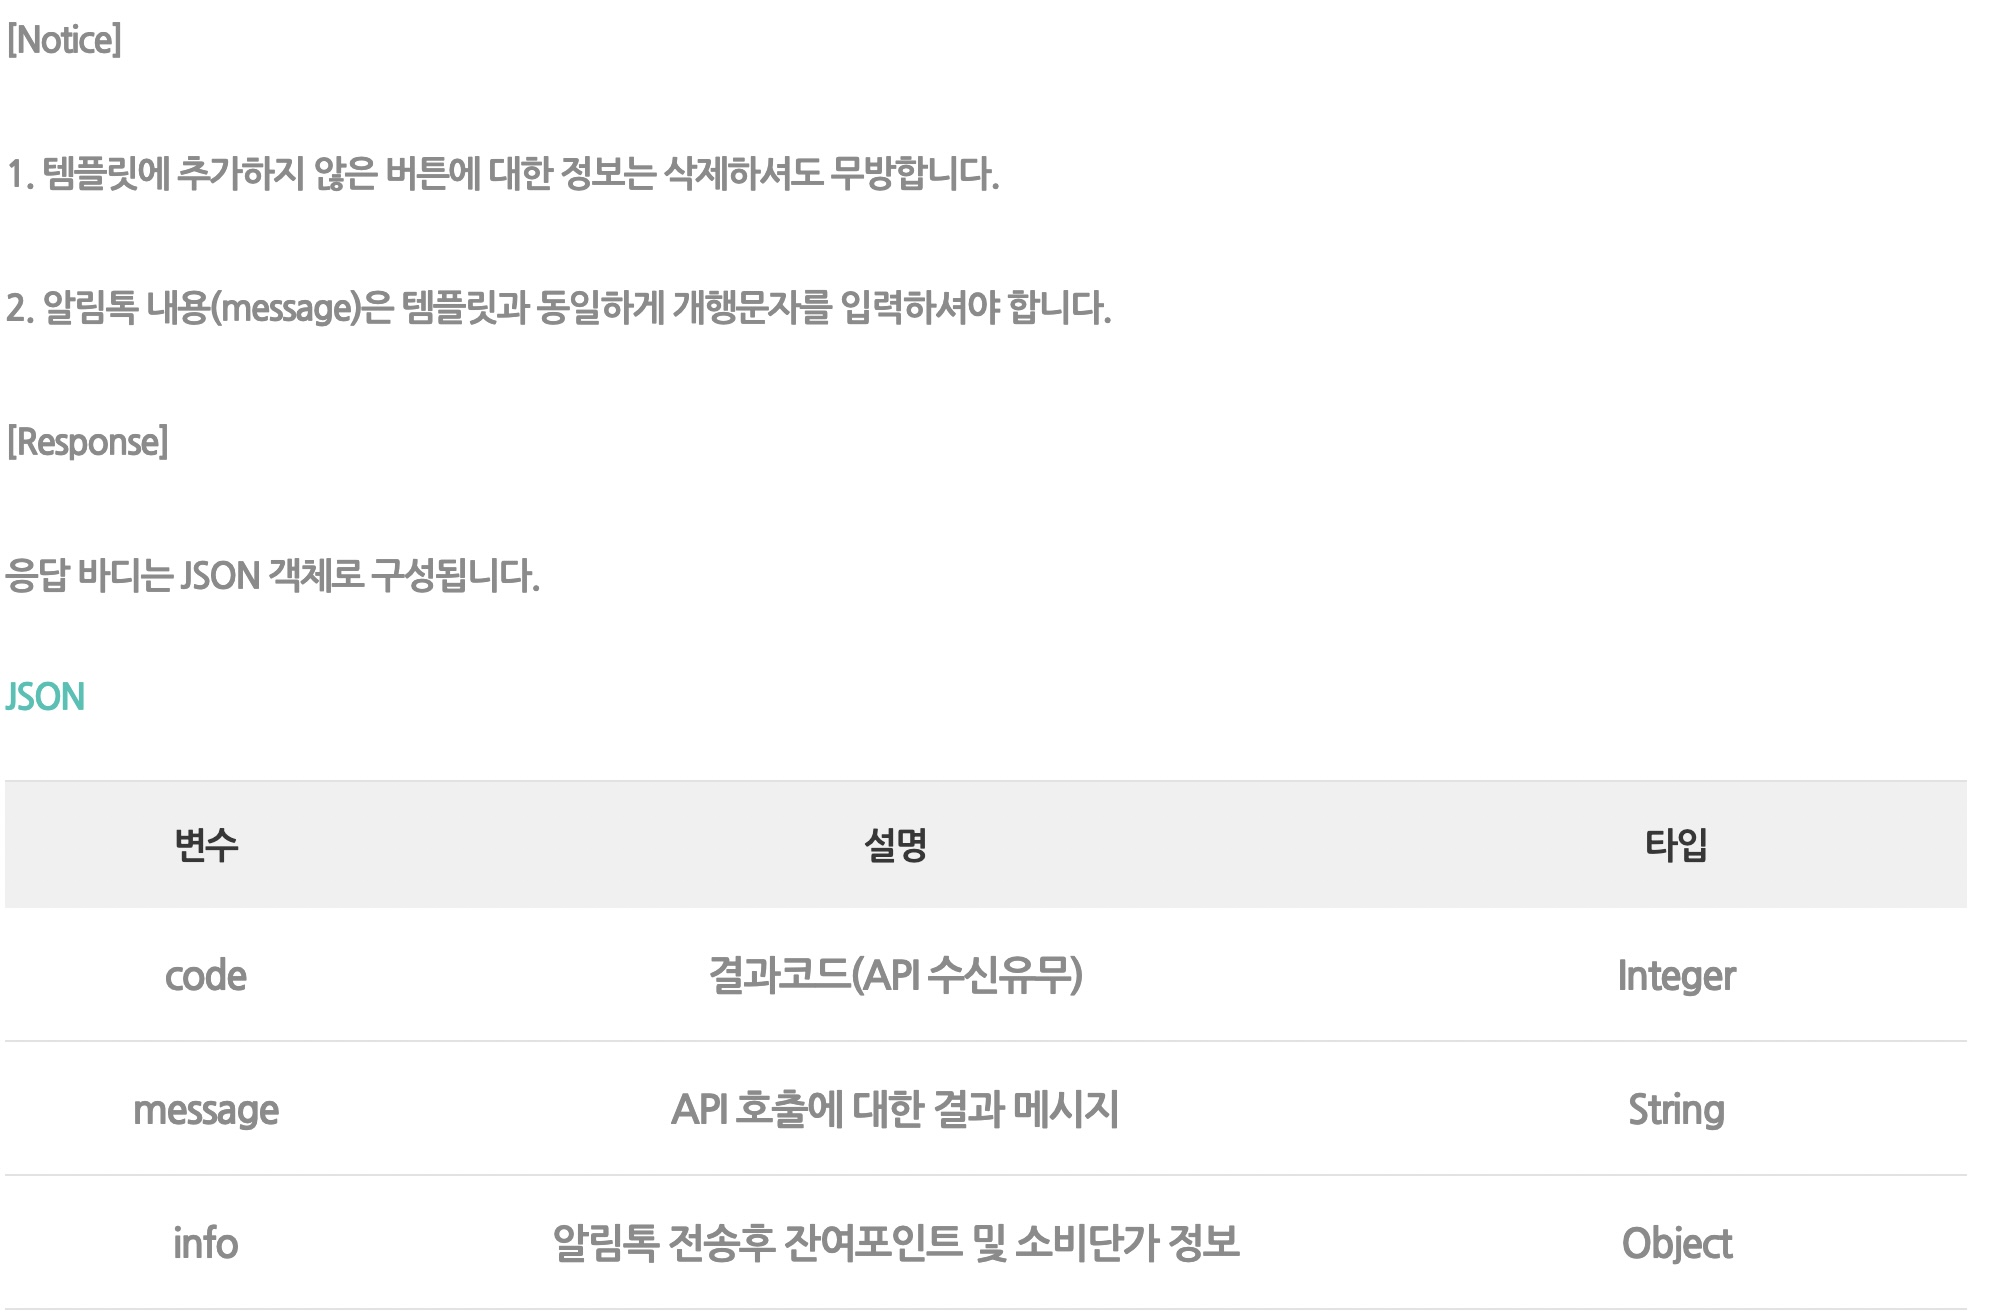 [Notice]
1. 템플릿에 추가하지 않은 버튼에 대한 정보는 삭제하셔도 무방합니다.
2. 알림톡 내용(message)은 템플릿과 동일하게 개행문자를 입력하셔야 합니다.
[Response]
응답 바디는 JSON 객체로 구성됩니다.
JSON
변수 설명 타입
code 결과코드(API 수신유무) Integer
message API 호출에 대한 결과 메시지 String
info 알림톡 전송후 잔여포인트 및 소비단가 정보 Object